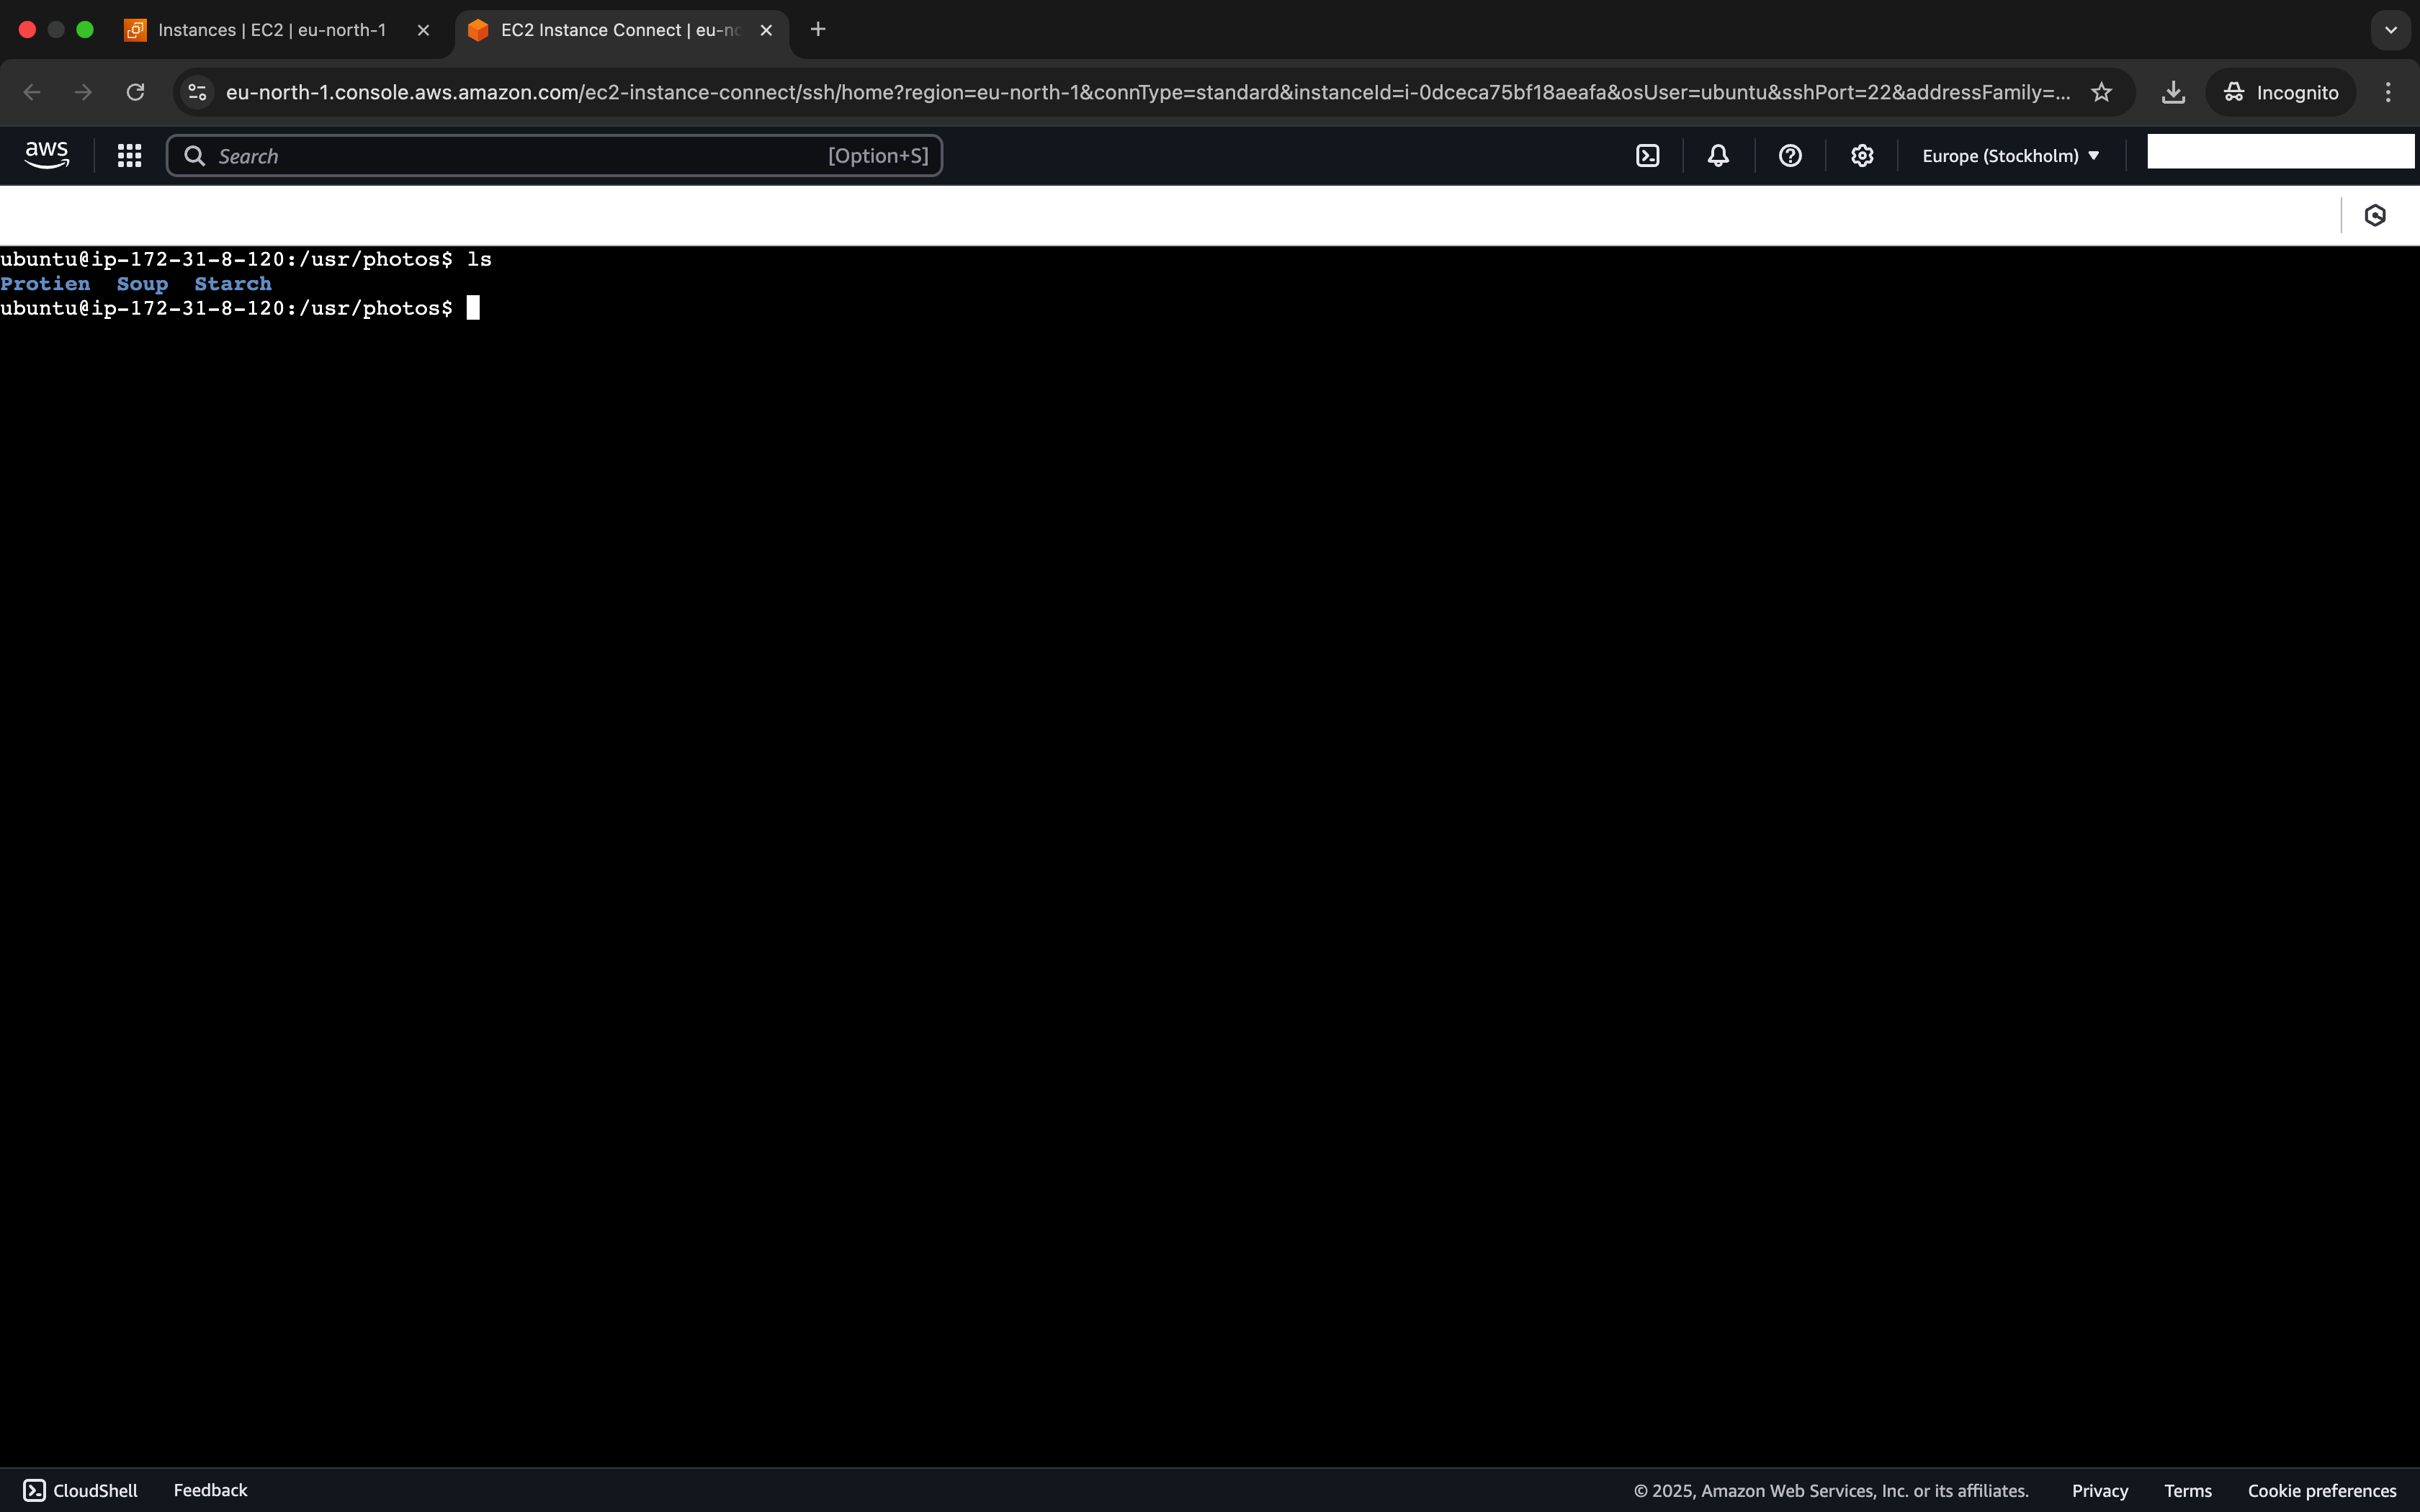 Instances | EC2 | eu-north-1
EC2 Instance Connect | eu-no
eu-north-1.console.aws.amazon.com/ec2-instance-connect/ssh/home?region=eu-north-1&connType=standard&instanceId=i-0dceca75bf18aeafa&osUser=ubuntu&sshPort=22&addressFamily=...
Incognito
aws
Search
[Option+S]
Europe (Stockholm)
ubuntu@ip-172-31-8-120:/usr/photos$ ls
Protien Soup Starch
ubuntu@ip-172-31-8-120:/usr/photos$
CloudShell Feedback © 2025, Amazon Web Services, Inc. or its affiliates. Privacy Terms Cookie preferences